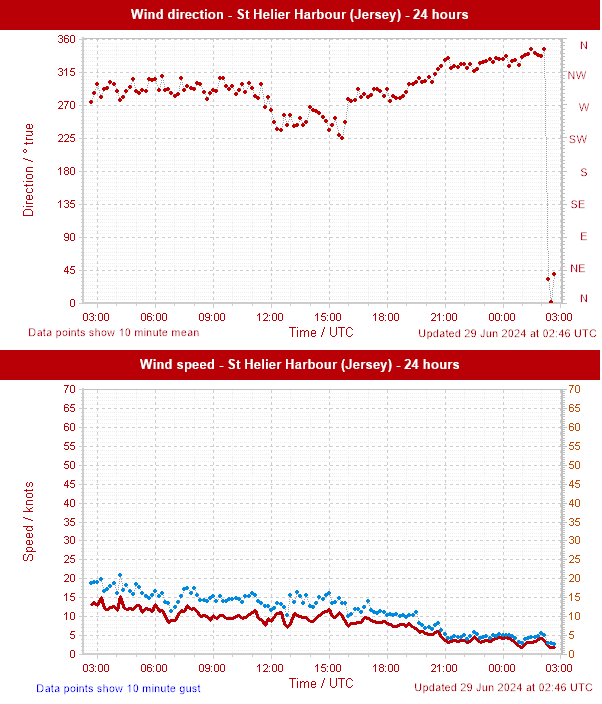 Wind direction - St Helier Harbour (Jersey) - 24 hours
360
315
270
225
180
135
90
45
0
Direction / ° true
N
NW
W
SW
S
SE
E
NE
N
03:00 06:00 09:00 12:00 15:00 18:00 21:00 00:00 03:00
Time / UTC
Data points show 10 minute mean
Updated 29 Jun 2024 at 02:46 UTC
Wind speed - St Helier Harbour (Jersey) - 24 hours
70 70
65 65
60 60
55 55
50 50
45 45
40 40
35 35
30 30
25 25
20 20
15 15
10 10
5 5
0 0
Speed / knots
03:00 06:00 09:00 12:00 15:00 18:00 21:00 00:00 03:00
Time / UTC
Data points show 10 minute gust
Updated 29 Jun 2024 at 02:46 UTC